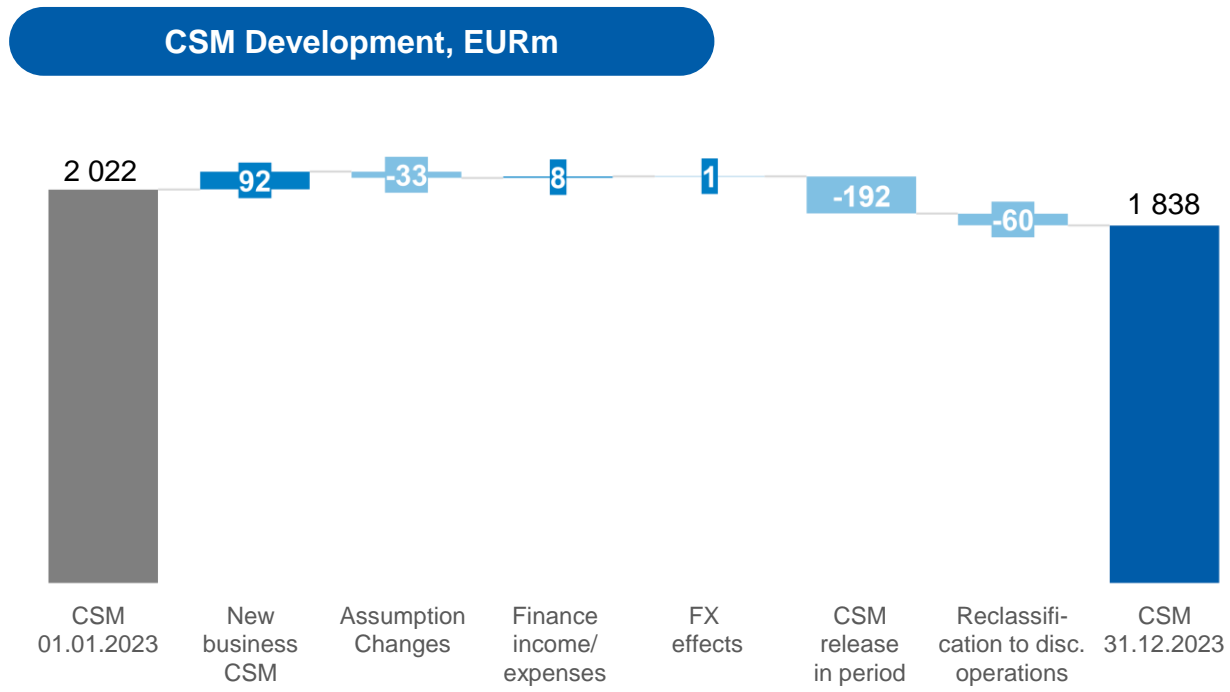 CSM Development, EURm
2 022
92
-33
8
1
-192
-60
1 838
CSM
01.01.2023
New
business
CSM
Assumption
Changes
Finance
income/
expenses
FX
effects
CSM
release
in period
Reclassifi-
cation to disc.
operations
CSM
31.12.2023